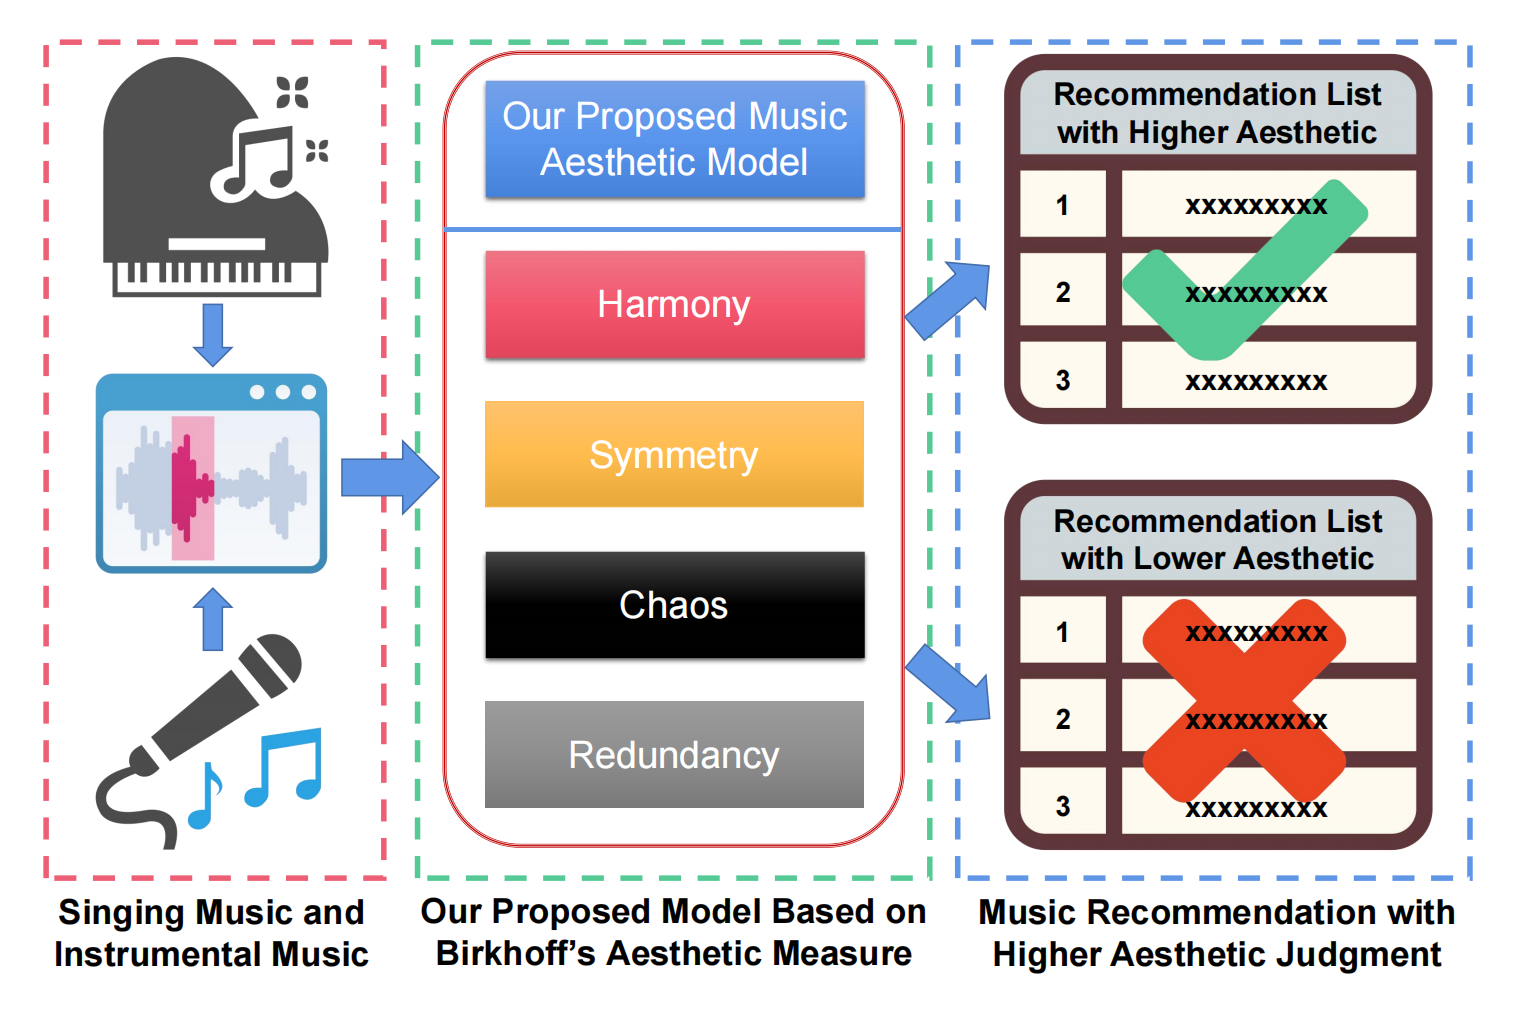 Our Proposed Music
Aesthetic Model
Harmony
Symmetry
Chaos
Redundancy
Recommendation List
with Higher Aesthetic
1 xxxxxxxxx
2 xxxxxxxxx
3 xxxxxxxxx
Recommendation List
with Lower Aesthetic
1 xxxxxxxxx
2 xxxxxxxxx
3 xxxxxxxxx
Singing Music and
Instrumental Music
Our Proposed Model Based on
Birkhoff’s Aesthetic Measure
Music Recommendation with
Higher Aesthetic Judgment